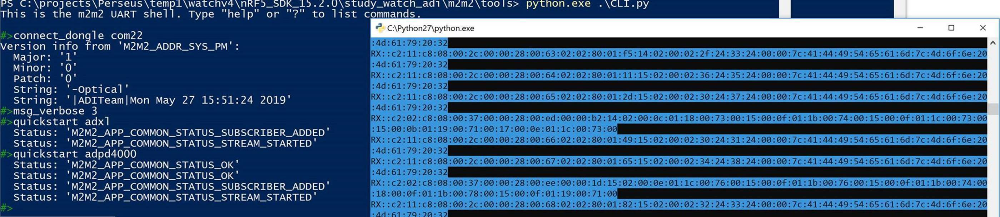 PS C:\projects\Perseus\temp1\watchv4\nRF5_SDK_15.2.0\study_watch_adi\m2m2\tools> python.exe .\CLI.py
This is the m2m2 UART shell. Type "help" or "?" to list commands.
#>connect_dongle com22
Version info from 'M2M2_ADDR_SYS_PM':
Major: '1'
Minor: '0'
Patch: '0'
String: '-Optical'
String: '|ADITeam|Mon May 27 15:51:24 2019'
#>msg_verbose 3
#>quickstart adxl
Status: 'M2M2_APP_COMMON_STATUS_SUBSCRIBER_ADDED'
Status: 'M2M2_APP_COMMON_STATUS_STREAM_STARTED'
#>quickstart adpd4000
Status: 'M2M2_APP_COMMON_STATUS_OK'
Status: 'M2M2_APP_COMMON_STATUS_OK'
Status: 'M2M2_APP_COMMON_STATUS_SUBSCRIBER_ADDED'
Status: 'M2M2_APP_COMMON_STATUS_STREAM_STARTED'
#>
C:\Python27\python.exe
:4d:61:79:20:32
RX::c2:11:c8:08:00:2c:00:00:28:00:63:02:02:80:01:f5:14:02:00:02:2f:24:33:24:00:00:7c:41:44:49:54:65:61:6d:7c:4d:6f:6e:20
:4d:61:79:20:32
RX::c2:11:c8:08:00:2c:00:00:28:00:64:02:02:80:01:11:15:02:00:02:36:24:35:24:00:00:7c:41:44:49:54:65:61:6d:7c:4d:6f:6e:20
:4d:61:79:20:32
RX::c2:11:c8:08:00:2c:00:00:28:00:65:02:02:80:01:2d:15:02:00:02:30:24:37:24:00:00:7c:41:44:49:54:65:61:6d:7c:4d:6f:6e:20
:4d:61:79:20:32
RX::c2:02:c8:08:00:37:00:00:28:00:ed:00:00:b2:14:02:00:0c:01:18:00:73:00:15:00:0f:01:1b:00:74:00:15:00:0f:01:1c:00:73:00
:15:00:0b:01:19:00:71:00:17:00:0e:01:1c:00:73:00
RX::c2:11:c8:08:00:2c:00:00:28:00:66:02:02:80:01:49:15:02:00:02:30:24:31:24:00:00:7c:41:44:49:54:65:61:6d:7c:4d:6f:6e:20
:4d:61:79:20:32
RX::c2:11:c8:08:00:2c:00:00:28:00:67:02:02:80:01:65:15:02:00:02:34:24:38:24:00:00:7c:41:44:49:54:65:61:6d:7c:4d:6f:6e:20
:4d:61:79:20:32
RX::c2:02:c8:08:00:37:00:00:28:00:ee:00:00:1d:15:02:00:0e:01:1c:00:76:00:15:00:0f:01:1b:00:76:00:15:00:0f:01:1b:00:74:00
:18:00:0f:01:1b:00:78:00:15:00:0f:01:19:00:71:00
RX::c2:11:c8:08:00:2c:00:00:28:00:68:02:02:80:01:82:15:02:00:02:32:24:33:24:00:00:7c:41:44:49:54:65:61:6d:7c:4d:6f:6e:20
:4d:61:79:20:32